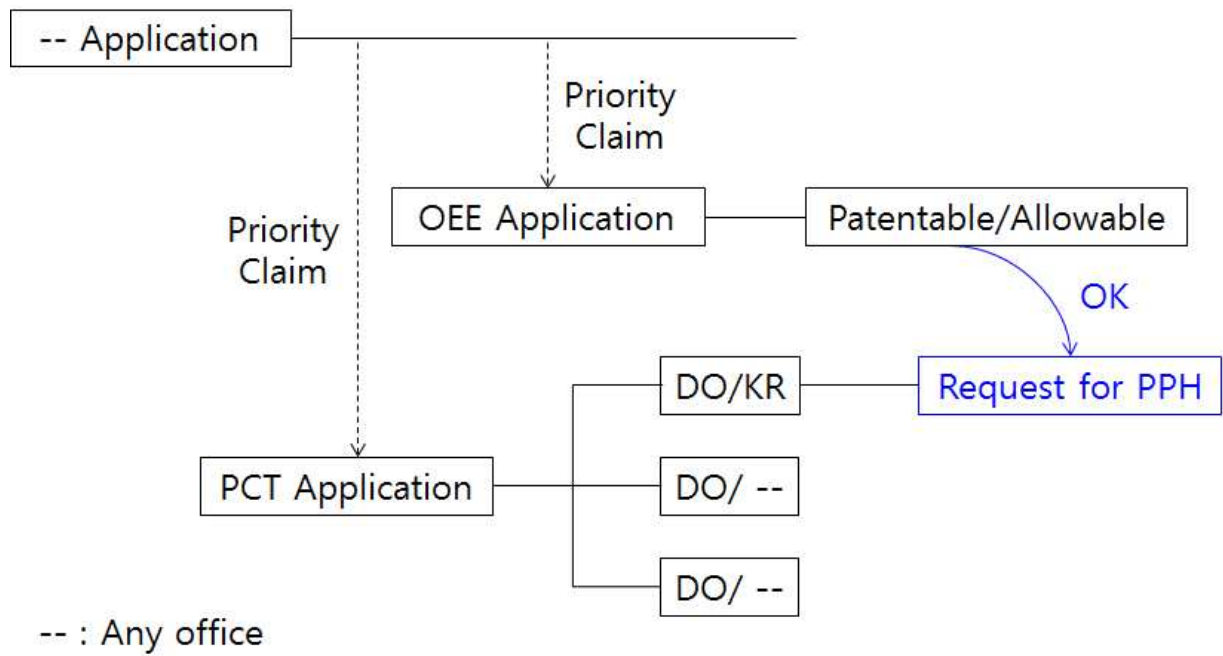 -- Application
Priority
Claim
OEE Application
Patentable/Allowable
Priority
Claim
OK
DO/KR
Request for PPH
PCT Application
DO/ --
DO/ --
-- : Any office